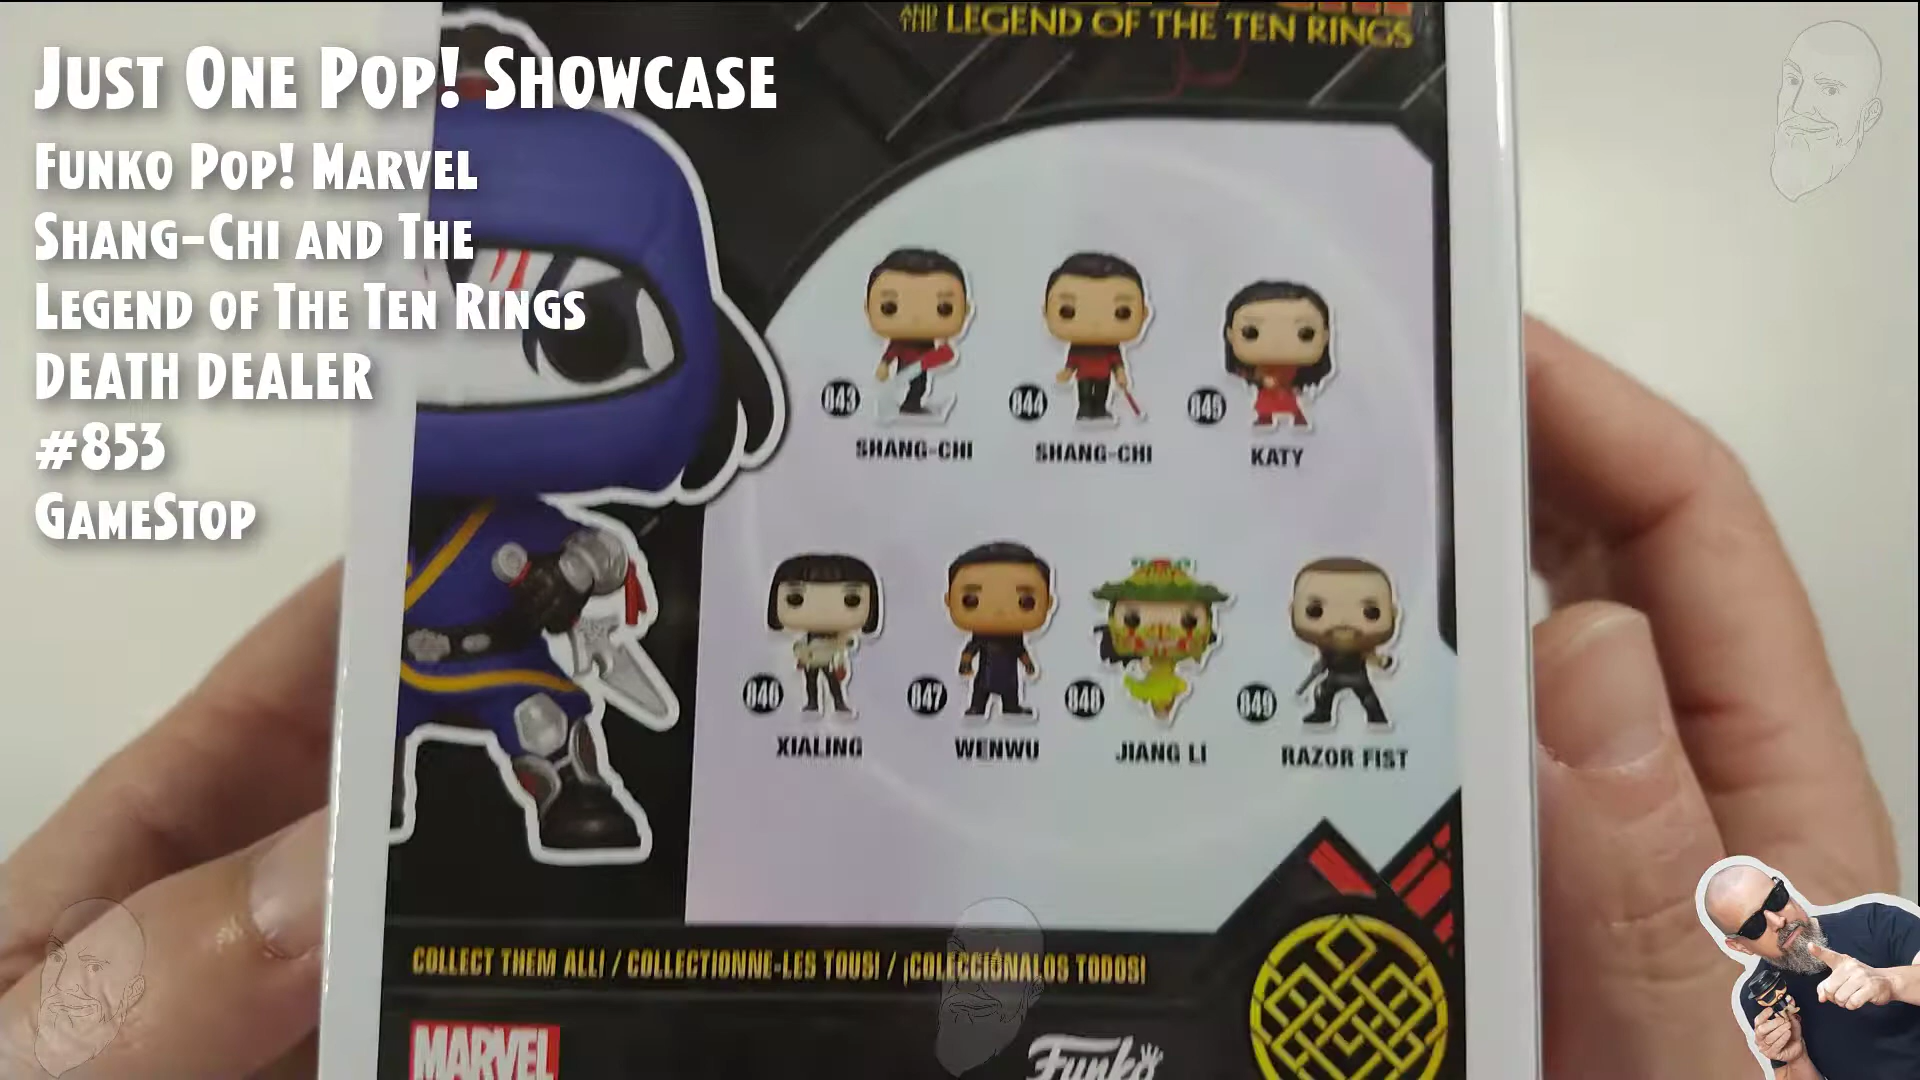 JUST ONE POP! SHOWCASE
FUNKO POP! MARVEL
SHANG-CHI AND THE
LEGEND OF THE TEN RINGS
DEATH DEALER
#853
GAMESTOP
AND THE LEGEND OF THE TEN RINGS
843
SHANG-CHI
844
SHANG-CHI
845
KATY
846
XIALING
847
WENWU
848
JIANG LI
849
RAZOR FIST
COLLECT THEM ALL! / COLLECTIONNE-LES TOUS! / ¡COLECCIÓNALOS TODOS!
MARVEL
Funko